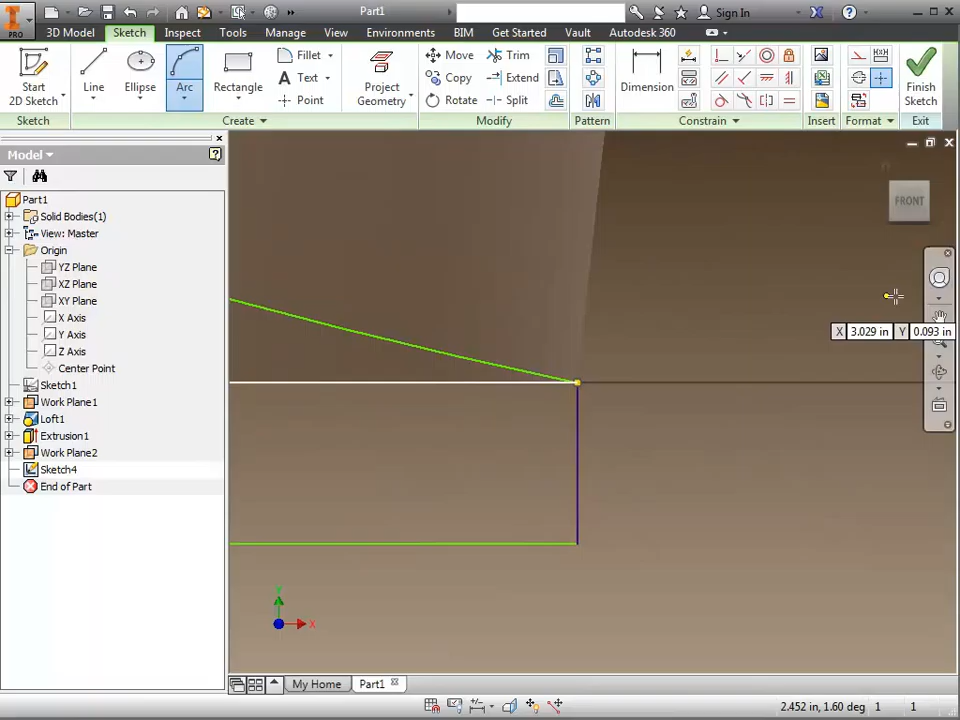 PRO
Part1
Sign In
3D Model Sketch Inspect Tools Manage View Environments BIM Get Started Vault Autodesk 360
Start
2D Sketch
Line
Ellipse
Arc
Rectangle
Fillet
Text
Point
Project
Geometry
Move
Copy
Rotate
Trim
Extend
Split
Dimension
Finish
Sketch
Sketch Create Modify Pattern Constrain Insert Format Exit
Model
Part1
Solid Bodies(1)
View: Master
Origin
YZ Plane
XZ Plane
XY Plane
X Axis
Y Axis
Z Axis
Center Point
Sketch1
Work Plane1
Loft1
Extrusion1
Work Plane2
Sketch4
End of Part
FRONT
X 3.029 in Y 0.093 in
X
My Home Part1
2.452 in, 1.60 deg 1 1